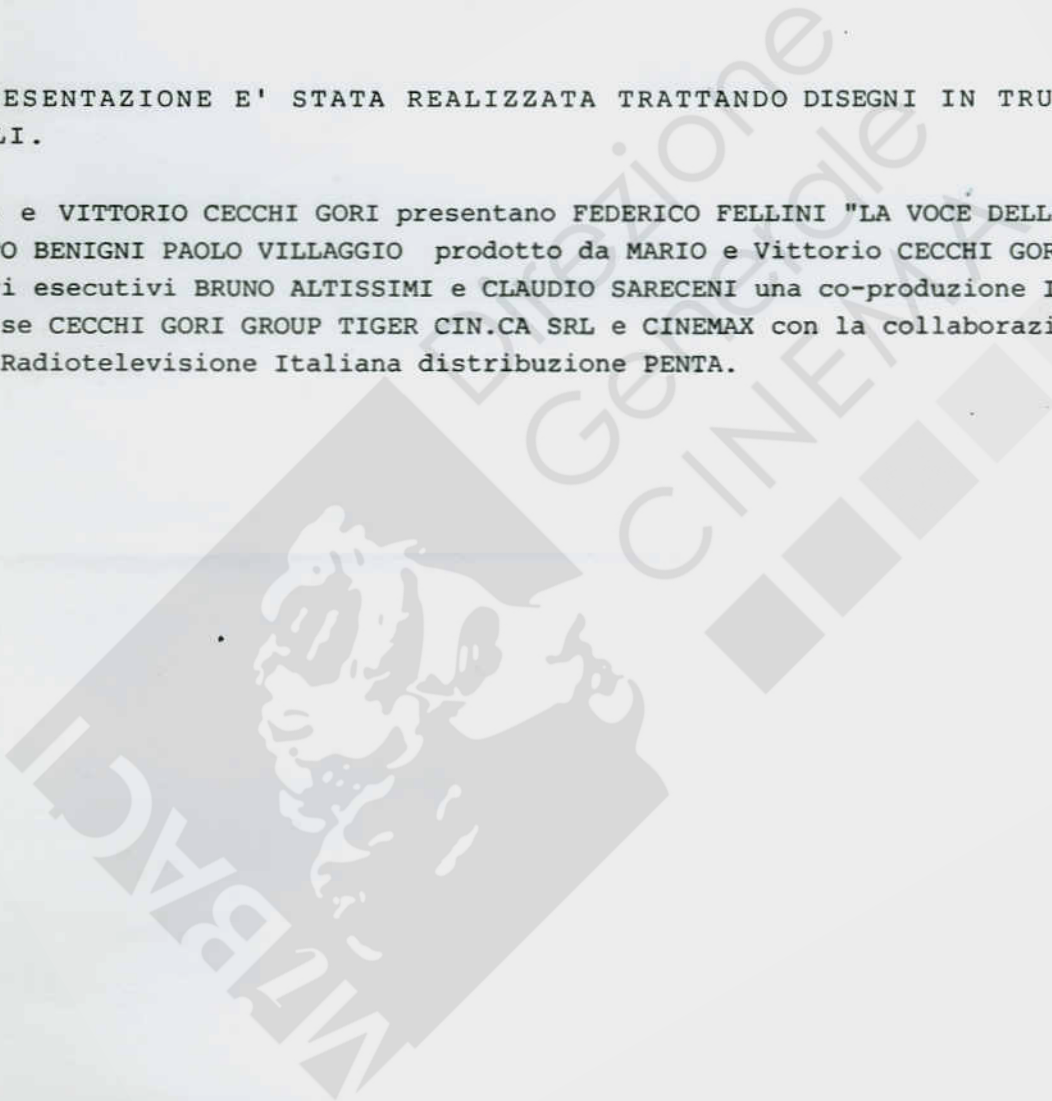 ESENTAZIONE E' STATA REALIZZATA TRATTANDO DISEGNI IN TRU
LI.
e VITTORIO CECCHI GORI presentano FEDERICO FELLINI "LA VOCE DELL
O BENIGNI PAOLO VILLAGGIO prodotto da MARIO e Vittorio CECCHI GOR
i esecutivi BRUNO ALTISSIMI e CLAUDIO SARECENI una co-produzione I
se CECCHI GORI GROUP TIGER CIN.CA SRL e CINEMAX con la collaborazi
Radiotelevisione Italiana distribuzione PENTA.
Direzione
Generale
CINEMA
MiBACI